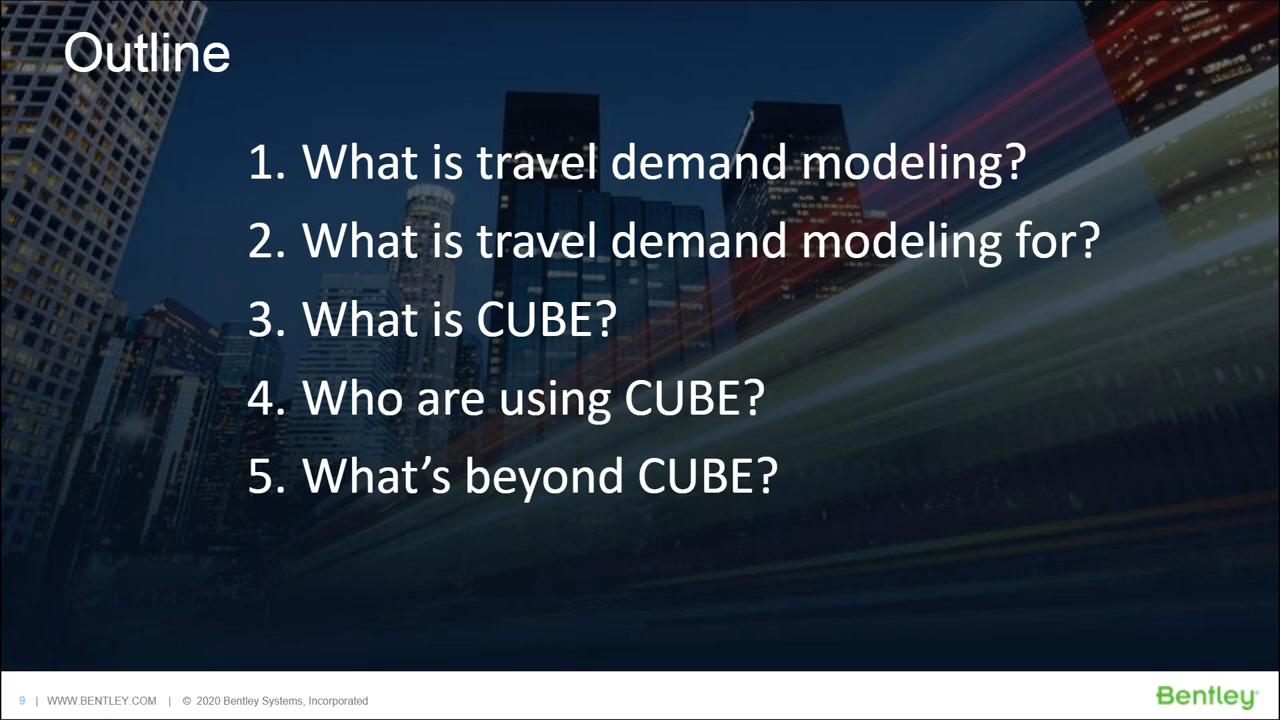 Outline
1. What is travel demand modeling?
2. What is travel demand modeling for?
3. What is CUBE?
4. Who are using CUBE?
5. What’s beyond CUBE?
9 | WWW.BENTLEY.COM | © 2020 Bentley Systems, Incorporated
Bentley